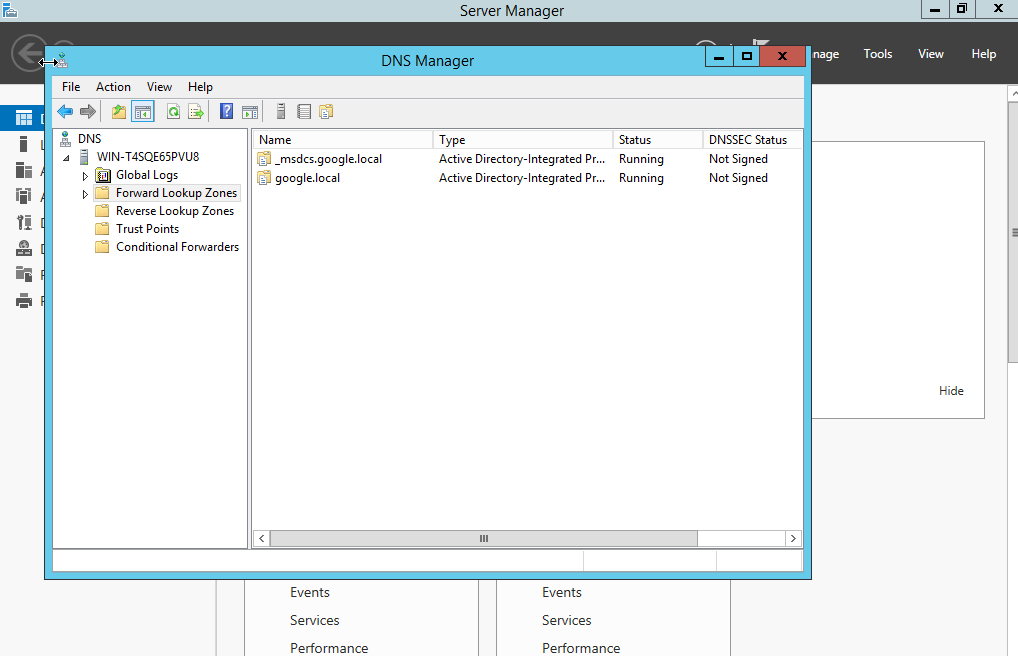 Server Manager
DNS Manager
nage Tools View Help
File Action View Help
DNS
WIN-T4SQE65PVU8
Global Logs
Forward Lookup Zones
Reverse Lookup Zones
Trust Points
Conditional Forwarders
Name Type Status DNSSEC Status
_msdcs.google.local Active Directory-Integrated Pr... Running Not Signed
google.local Active Directory-Integrated Pr... Running Not Signed
Hide
Events Events
Services Services
Performance Performance